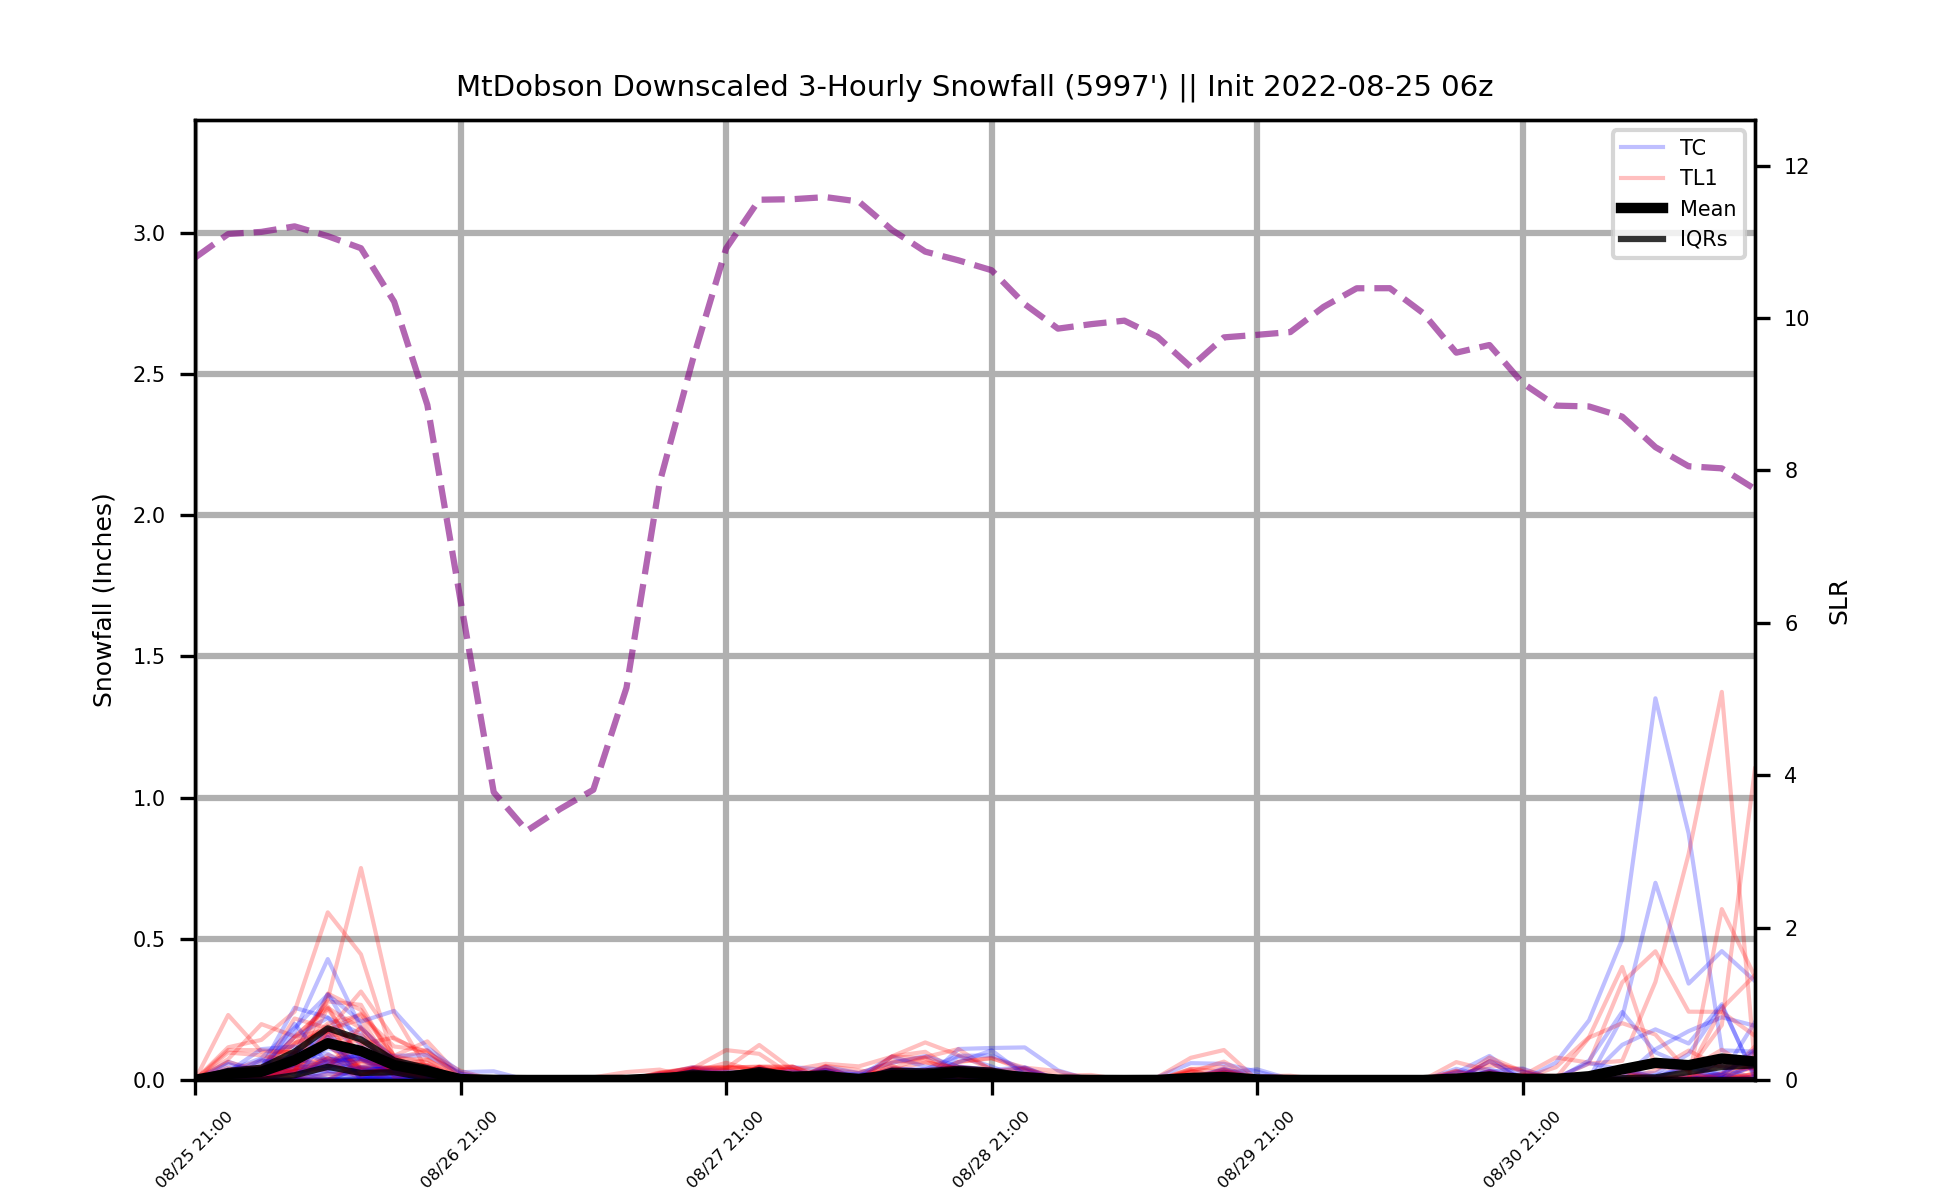 MtDobson Downscaled 3-Hourly Snowfall (5997') || Init 2022-08-25 06z
TC
TL1
Mean
IQRs
Snowfall (Inches)
3.0
2.5
2.0
1.5
1.0
0.5
0.0
12
10
8
6
4
2
0
SLR
08/25 21:00
08/26 21:00
08/27 21:00
08/28 21:00
08/29 21:00
08/30 21:00